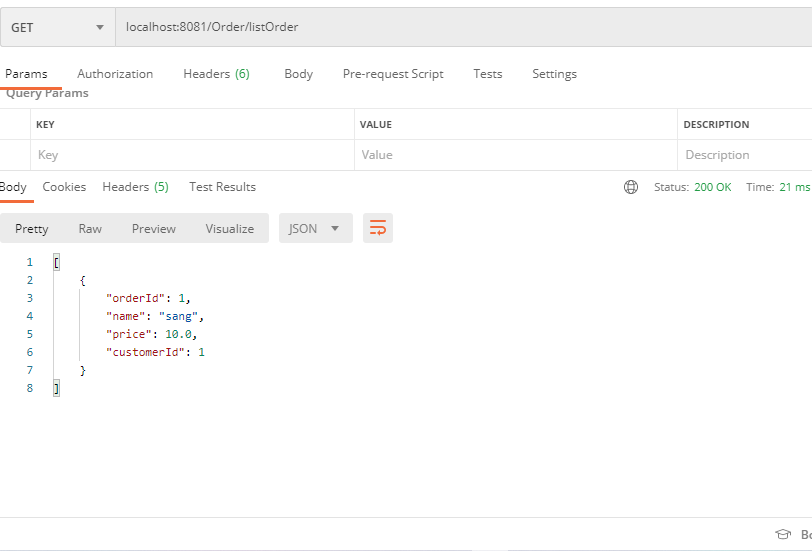 GET localhost:8081/Order/listOrder
Params Authorization Headers (6) Body Pre-request Script Tests Settings
Query Params
KEY VALUE DESCRIPTION
Key Value Description
Body Cookies Headers (5) Test Results Status: 200 OK Time: 21 ms
Pretty Raw Preview Visualize JSON
1 [
2 {
3 "orderId": 1,
4 "name": "sang",
5 "price": 10.0,
6 "customerId": 1
7 }
8 ]